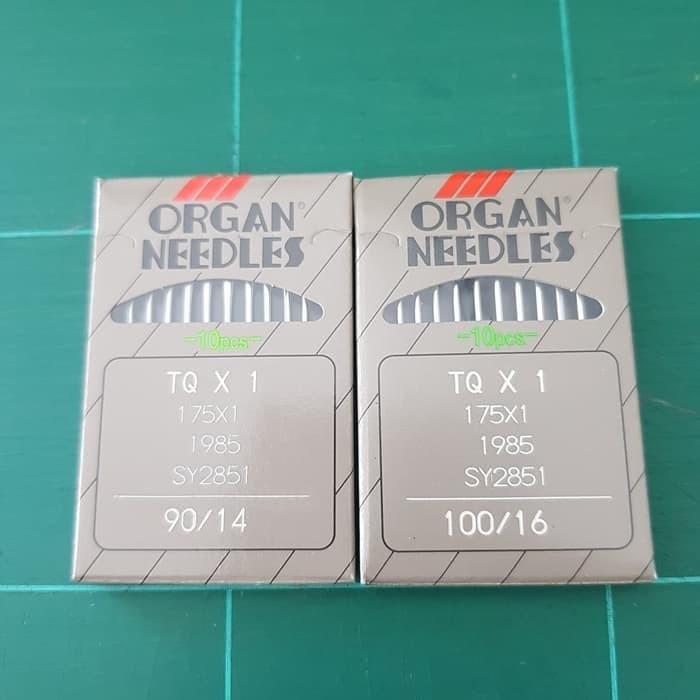 ORGAN®
NEEDLES
-10pcs-
TQ X 1
175X1
1985
SY2851
90/14
ORGAN®
NEEDLES
-10pcs-
TQ X 1
175X1
1985
SY2851
100/16